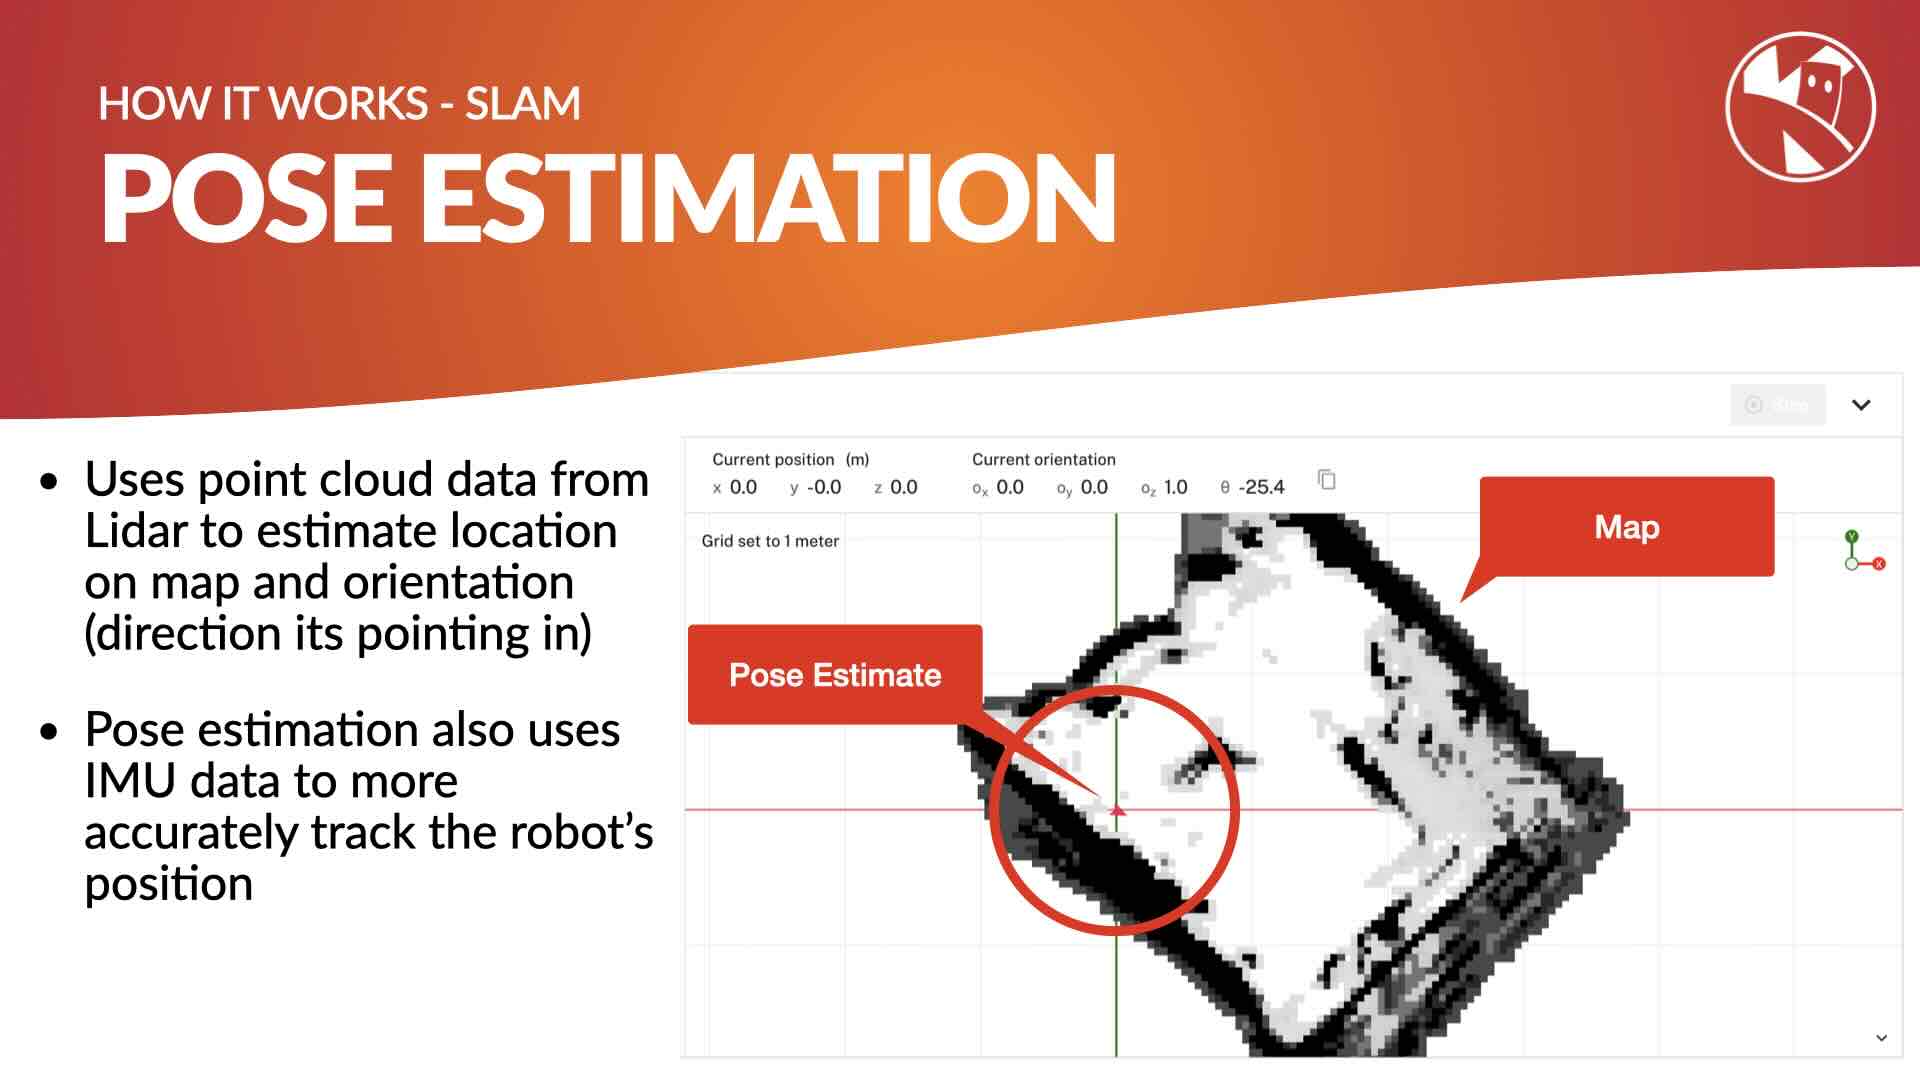 HOW IT WORKS - SLAM
POSE ESTIMATION
• Uses point cloud data from
Lidar to estimate location
on map and orientation
(direction its pointing in)
• Pose estimation also uses
IMU data to more
accurately track the robot’s
position
Current position (m)
x 0.0 y -0.0 z 0.0
Current orientation
oₓ 0.0 oᵧ 0.0 o_z 1.0 θ -25.4
Grid set to 1 meter
Map
Pose Estimate
Y
X